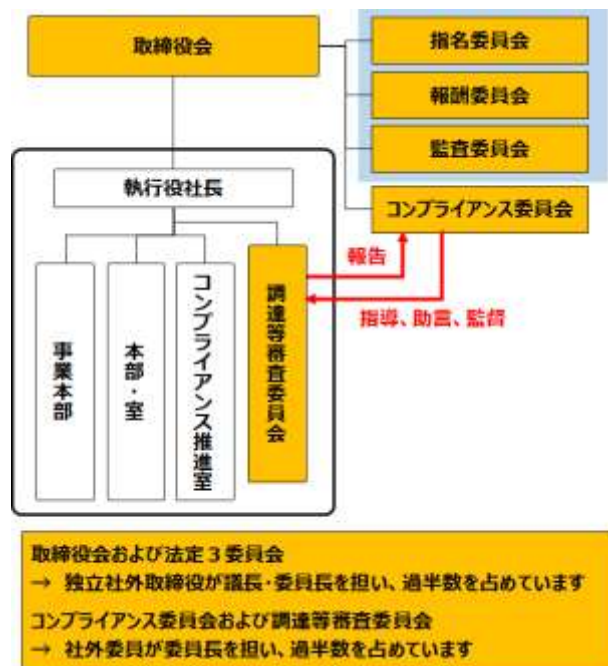 取締役会
指名委員会
報酬委員会
監査委員会
コンプライアンス委員会
執行役社長
報告
指導、助言、監督
事業本部
本部・室
コンプライアンス推進室
調達等審査委員会
取締役会および法定３委員会
→ 独立社外取締役が議長・委員長を担い、過半数を占めています
コンプライアンス委員会および調達等審査委員会
→ 社外委員が委員長を担い、過半数を占めています